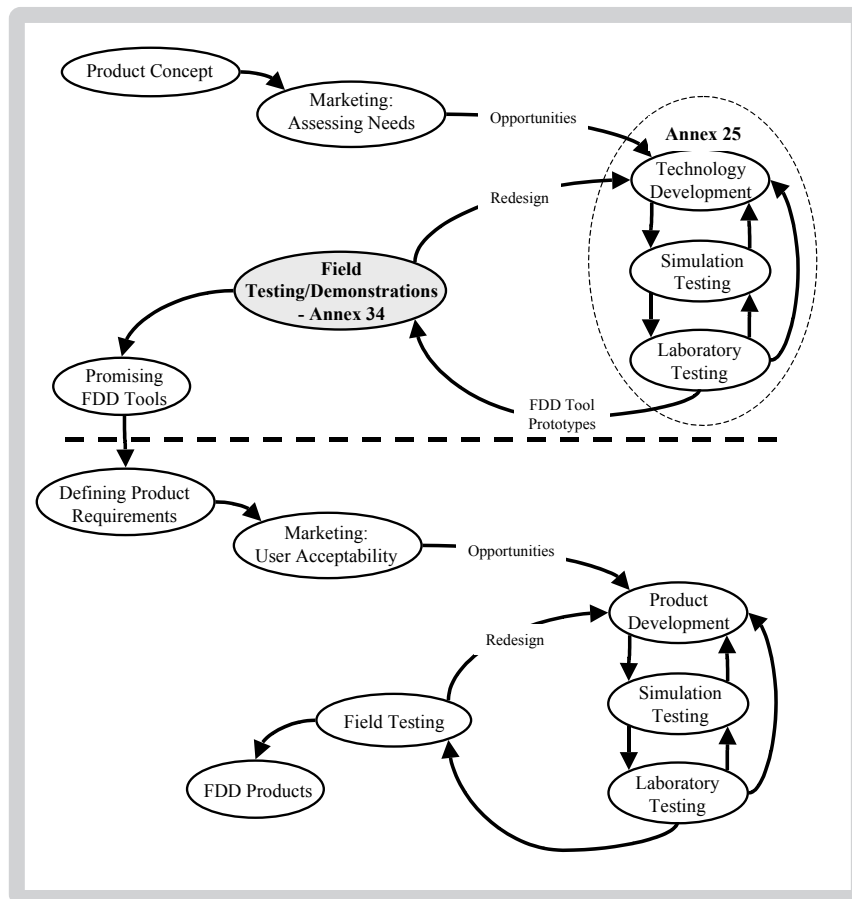 Product Concept
Marketing:
Assessing Needs
Opportunities
Annex 25
Technology
Development
Redesign
Simulation
Testing
Field
Testing/Demonstrations
- Annex 34
Laboratory
Testing
Promising
FDD Tools
FDD Tool
Prototypes
Defining Product
Requirements
Marketing:
User Acceptability
Opportunities
Product
Development
Redesign
Simulation
Testing
Field Testing
Laboratory
Testing
FDD Products